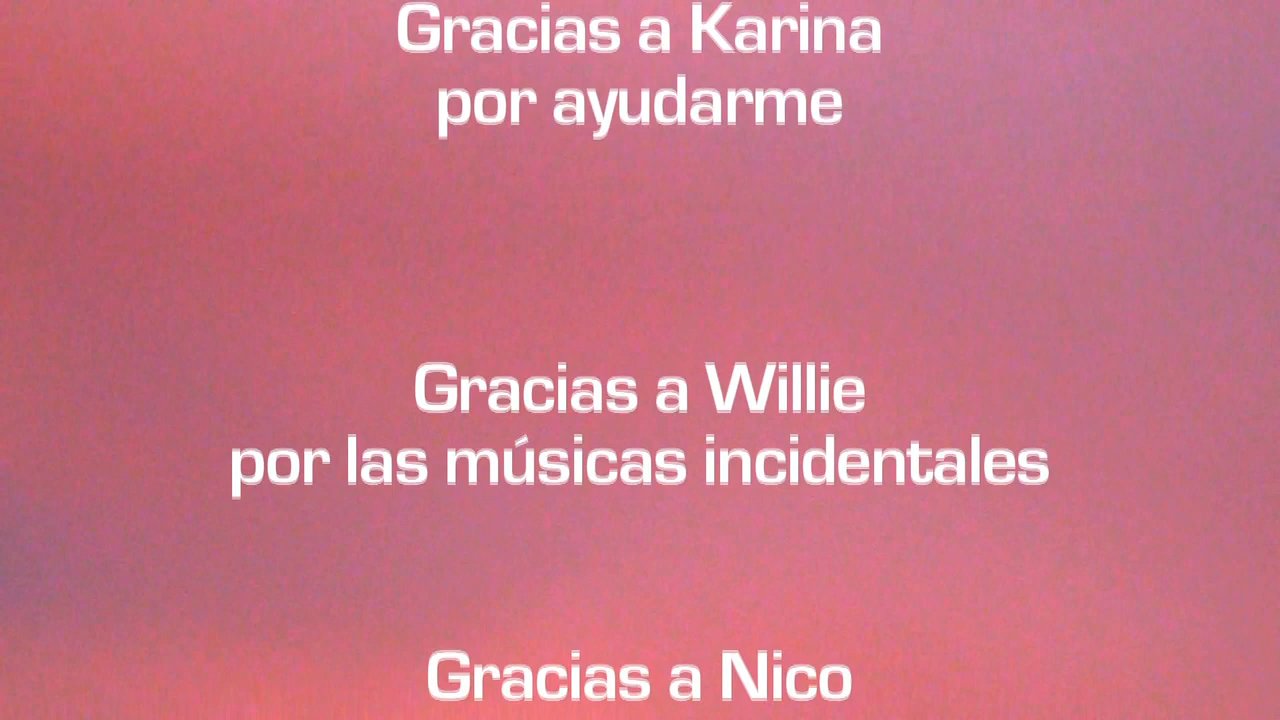 Gracias a Karina
por ayudarme
Gracias a Willie
por las músicas incidentales
Gracias a Nico